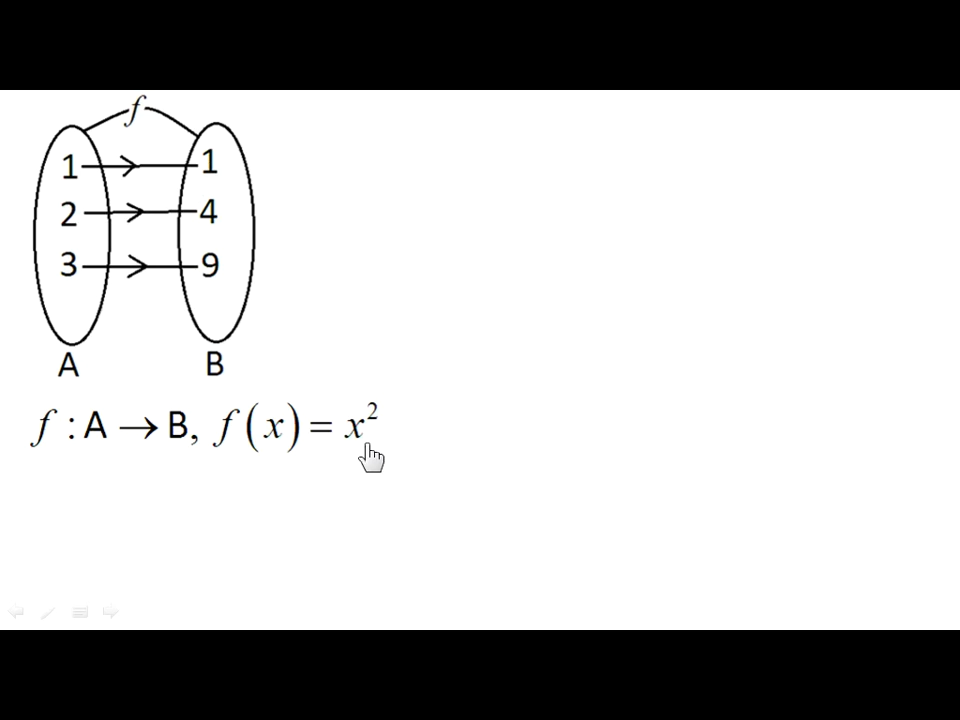 f
1 1
2 4
3 9
A B
f : A → B, f(x) = x²